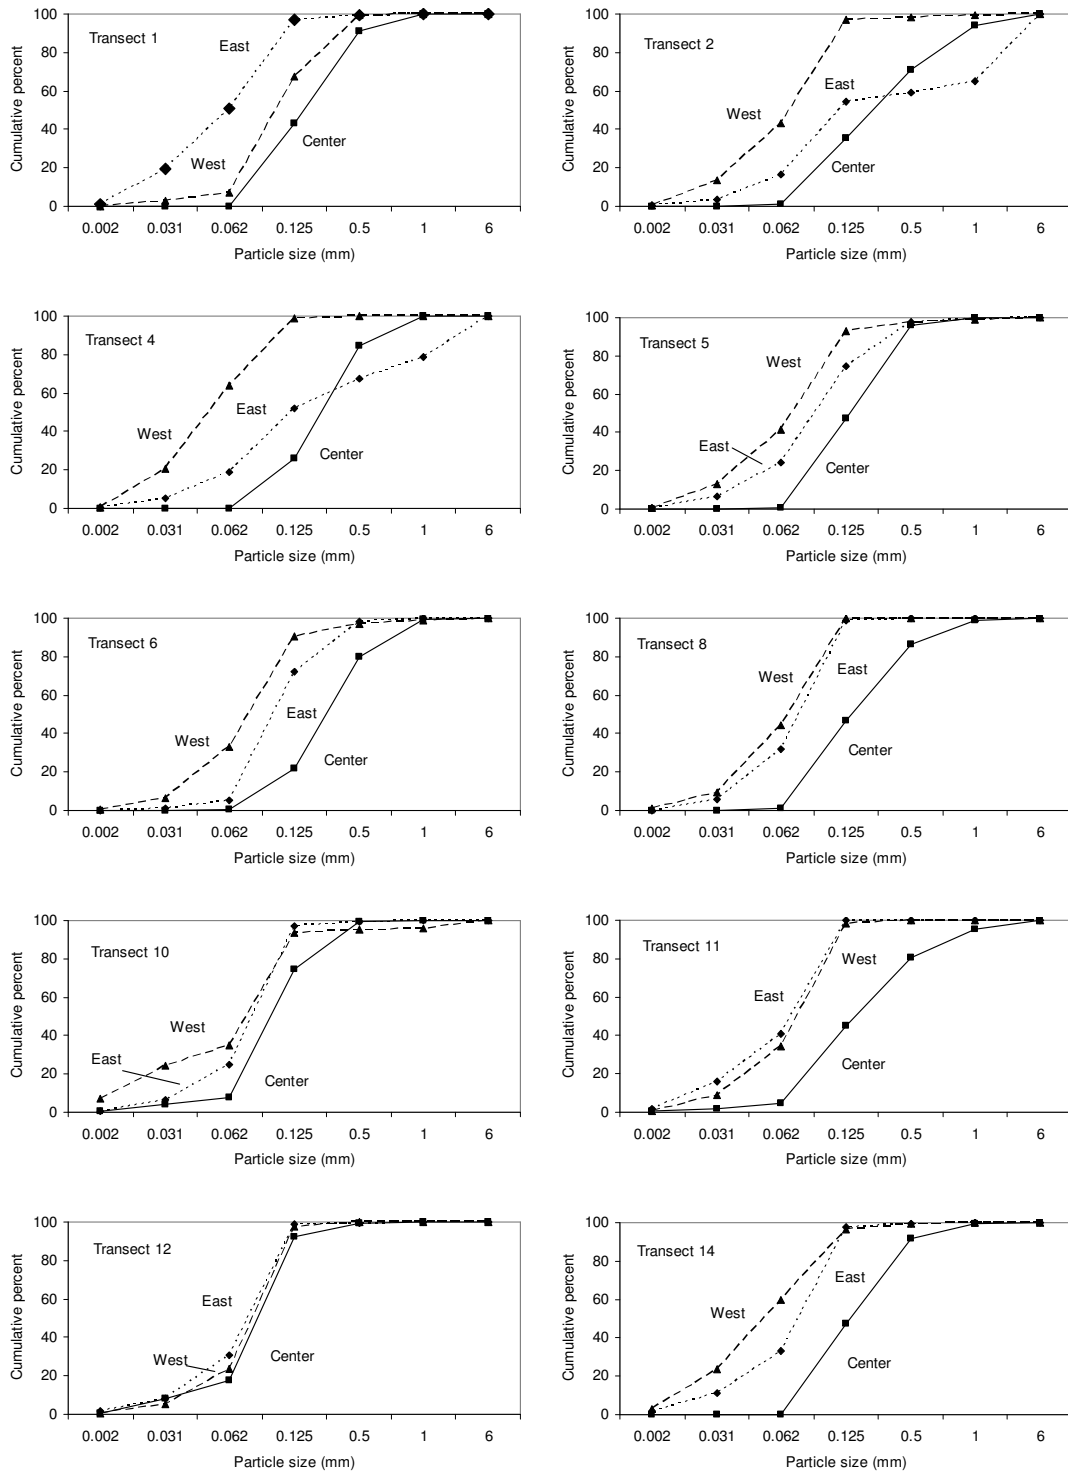 Transect 1
Cumulative percent
100
80
60
40
20
0
East
West
Center
0.002 0.031 0.062 0.125 0.5 1 6
Particle size (mm)
Transect 2
Cumulative percent
100
80
60
40
20
0
East
West
Center
0.002 0.031 0.062 0.125 0.5 1 6
Particle size (mm)
Transect 4
Cumulative percent
100
80
60
40
20
0
East
West
Center
0.002 0.031 0.062 0.125 0.5 1 6
Particle size (mm)
Transect 5
Cumulative percent
100
80
60
40
20
0
West
East
Center
0.002 0.031 0.062 0.125 0.5 1 6
Particle size (mm)
Transect 6
Cumulative percent
100
80
60
40
20
0
East
West
Center
0.002 0.031 0.062 0.125 0.5 1 6
Particle size (mm)
Transect 8
Cumulative percent
100
80
60
40
20
0
East
West
Center
0.002 0.031 0.062 0.125 0.5 1 6
Particle size (mm)
Transect 10
Cumulative percent
100
80
60
40
20
0
West
East
Center
0.002 0.031 0.062 0.125 0.5 1 6
Particle size (mm)
Transect 11
Cumulative percent
100
80
60
40
20
0
West
East
Center
0.002 0.031 0.062 0.125 0.5 1 6
Particle size (mm)
Transect 12
Cumulative percent
100
80
60
40
20
0
East
West
Center
0.002 0.031 0.062 0.125 0.5 1 6
Particle size (mm)
Transect 14
Cumulative percent
100
80
60
40
20
0
East
West
Center
0.002 0.031 0.062 0.125 0.5 1 6
Particle size (mm)